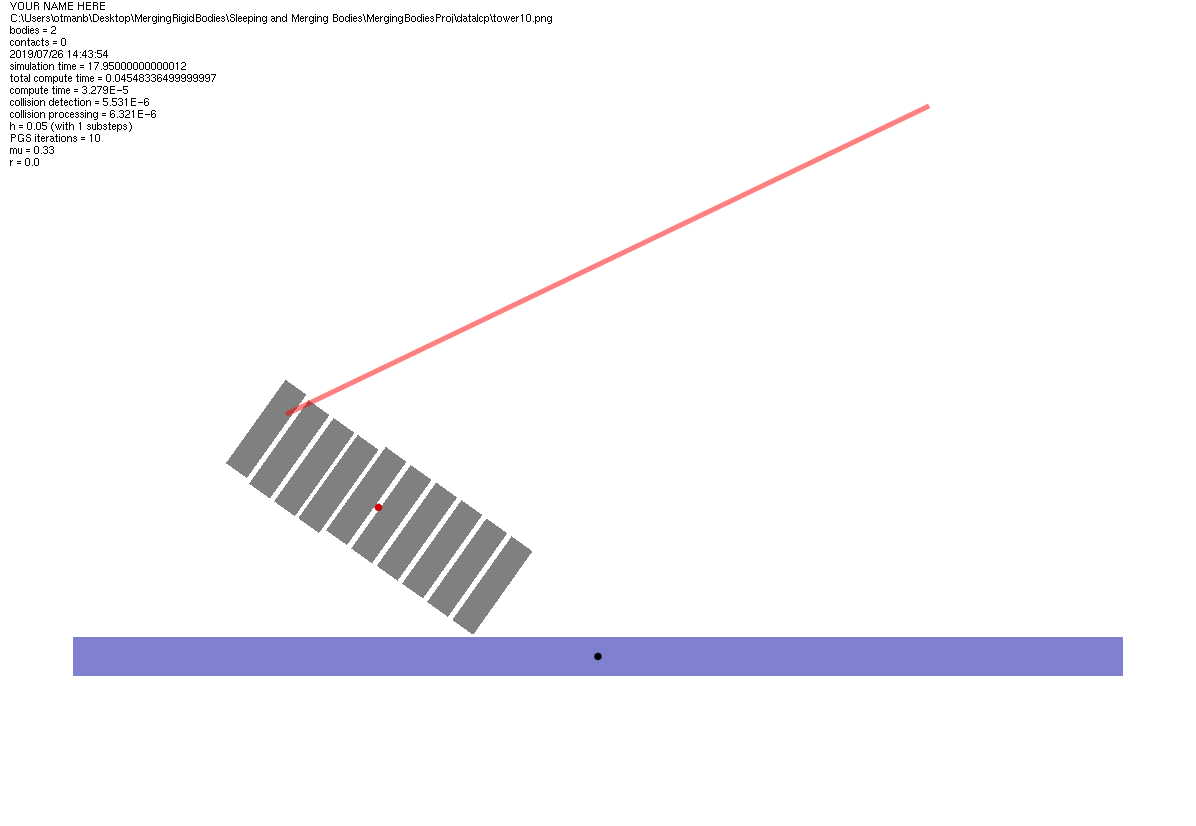 YOUR NAME HERE
C:\Users\otmanb\Desktop\MergingRigidBodies\Sleeping and Merging Bodies\MergingBodiesProj\datalcp\tower10.png
bodies = 2
contacts = 0
2019/07/26 14:43:54
simulation time = 17.95000000000012
total compute time = 0.04548336499999997
compute time = 3.279E-5
collision detection = 5.531E-6
collision processing = 6.321E-6
h = 0.05 (with 1 substeps)
PGS iterations = 10
mu = 0.33
r = 0.0